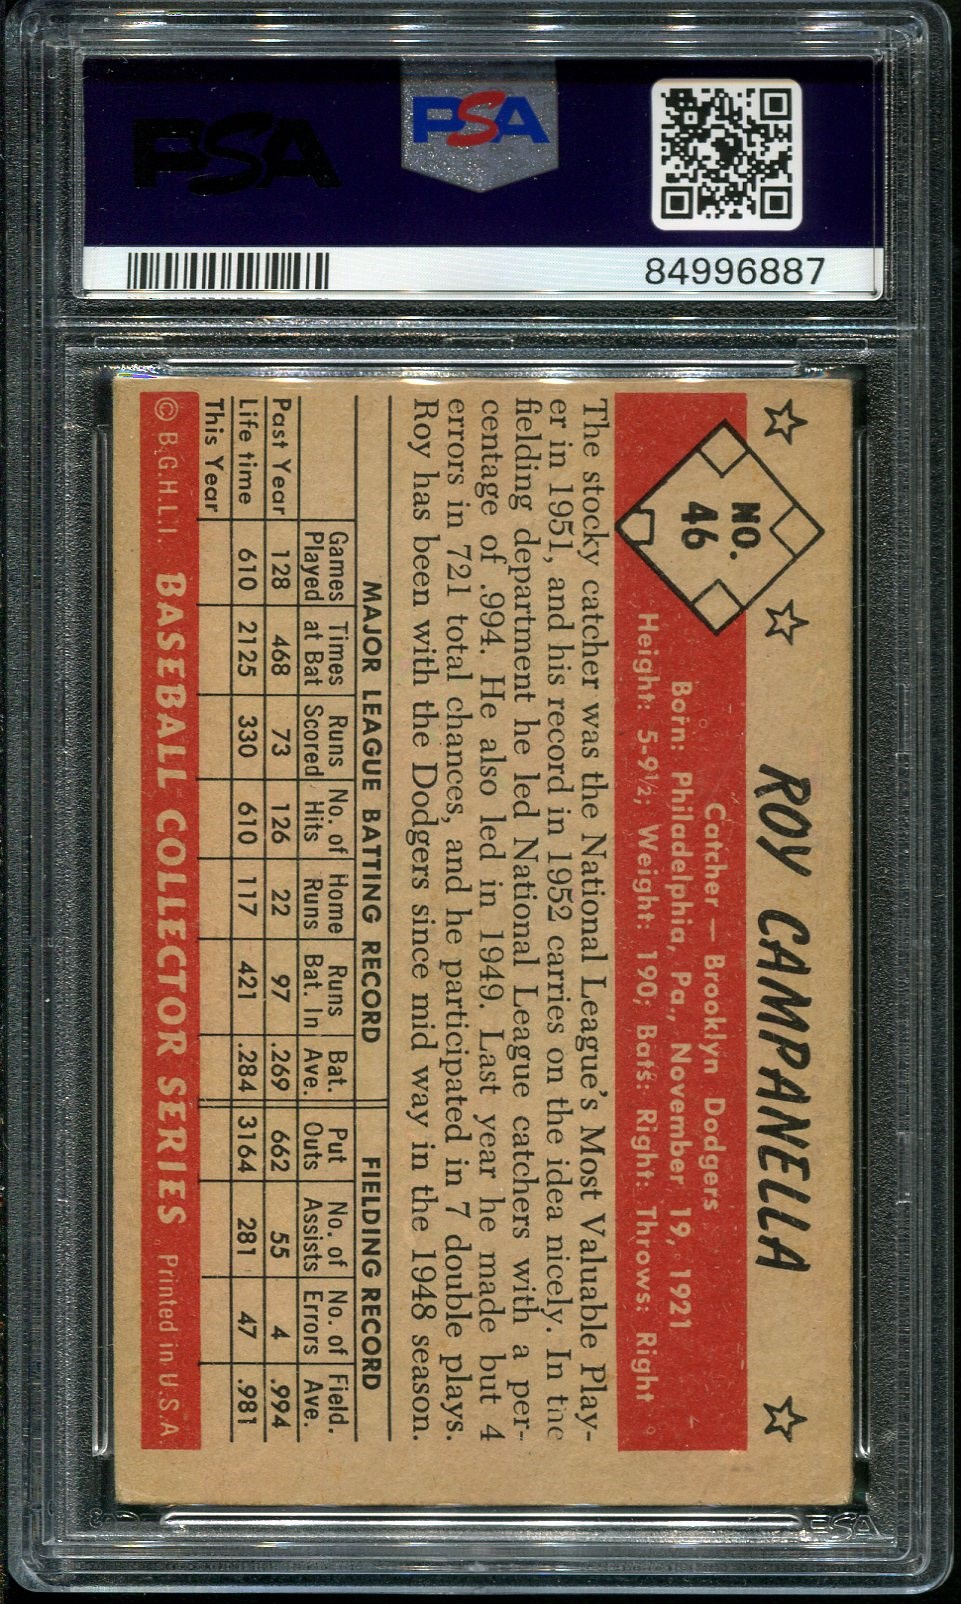 PSA
PSA
84996887
NO.
46
ROY CAMPANELLA
Catcher — Brooklyn Dodgers
Born: Philadelphia, Pa., November 19, 1921
Height: 5-9½; Weight: 190; Bats: Right: Throws: Right
The stocky catcher was the National League's Most Valuable Play-
er in 1951, and his record in 1952 carries on the idea nicely. In the
fielding department he led National League catchers with a per-
centage of .994. He also led in 1949. Last year he made but 4
errors in 721 total chances, and he participated in 7 double plays.
Roy has been with the Dodgers since mid way in the 1948 season.
MAJOR LEAGUE BATTING RECORD FIELDING RECORD
Games Times Runs No. of Home Runs Bat. Put No. of No. of Field.
Played at Bat Scored Hits Runs Bat. In Ave. Outs Assists Errors Ave.
Past Year 128 468 73 126 22 97 .269 662 55 4 .994
Life time 610 2125 330 610 117 421 .284 3164 281 47 .981
This Year
© B.G.H.L.I. BASEBALL COLLECTOR SERIES Printed in U.S.A.
PSA